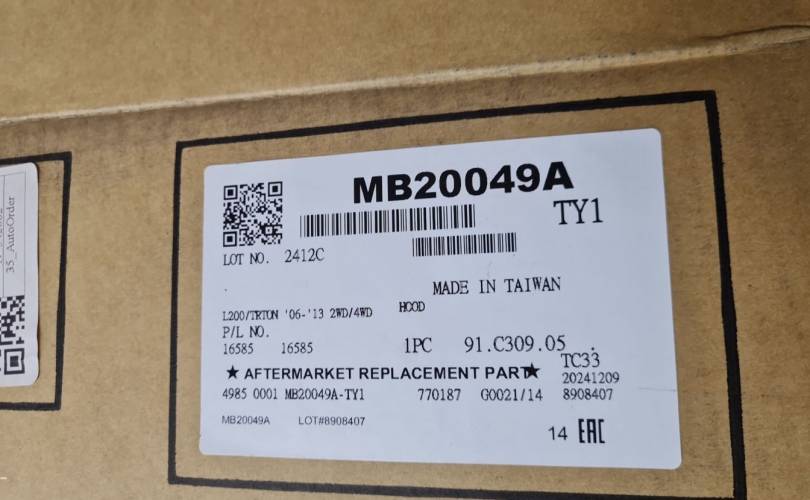 MB20049A
TY1
LOT NO. 2412C
MADE IN TAIWAN
L200/TRTON '06-'13 2WD/4WD HOOD
P/L NO.
16585 16585 1PC 91.C309.05 .
TC33
★ AFTERMARKET REPLACEMENT PART★ 20241209
4985 0001 MB20049A-TY1 770187 G0021/14 8908407
MB20049A LOT#8908407
14 EAC
35_AutoOrder